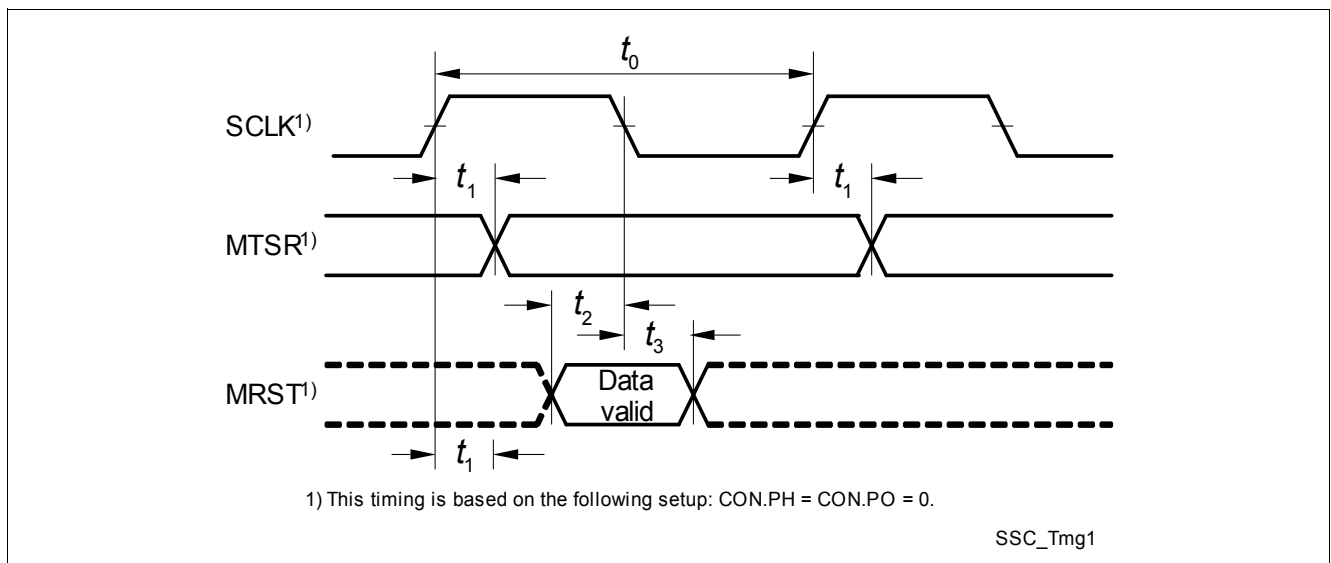 t₀
SCLK¹⁾
t₁ t₁
MTSR¹⁾
t₂
t₃
MRST¹⁾ Data valid
t₁
1) This timing is based on the following setup: CON.PH = CON.PO = 0.
SSC_Tmg1